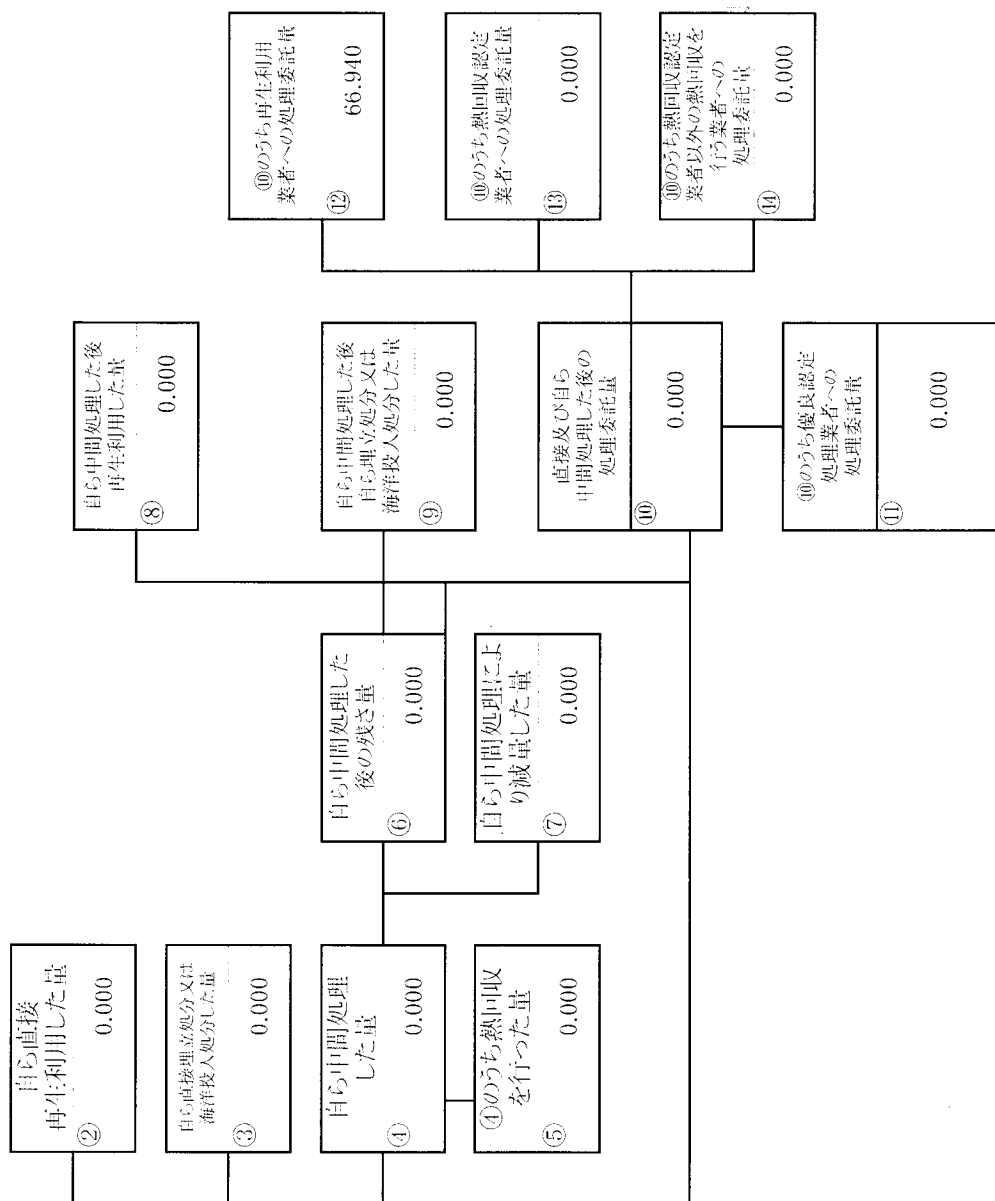 ②
自ら直接
再生利用した量
0.000
③
自ら直接埋立処分又は
海洋投入処分した量
0.000
④
自ら中間処理
した量
0.000
⑤
④のうち熱回収
を行った量
0.000
⑥
自ら中間処理した
後の残さ量
0.000
⑦
自ら中間処理によ
り減量した量
0.000
⑧
自ら中間処理した後
再生利用した量
0.000
⑨
自ら中間処理した後
自ら埋立処分又は
海洋投入処分した量
0.000
⑩
直接及び自ら
中間処理した後の
処理委託量
0.000
⑪
⑩のうち優良認定
処理業者への
処理委託量
0.000
⑫
⑩のうち再生利用
業者への処理委託量
66.940
⑬
⑩のうち熱回収認定
業者への処理委託量
0.000
⑭
⑩のうち熱回収認定
業者以外の熱回収を
行う業者への
処理委託量
0.000